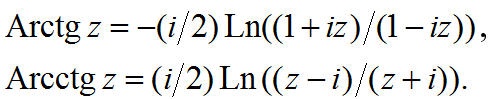 Arctg z = −(i/2) Ln((1+iz)/(1−iz)),
Arcctg z = (i/2) Ln ((z−i)/(z+i)).